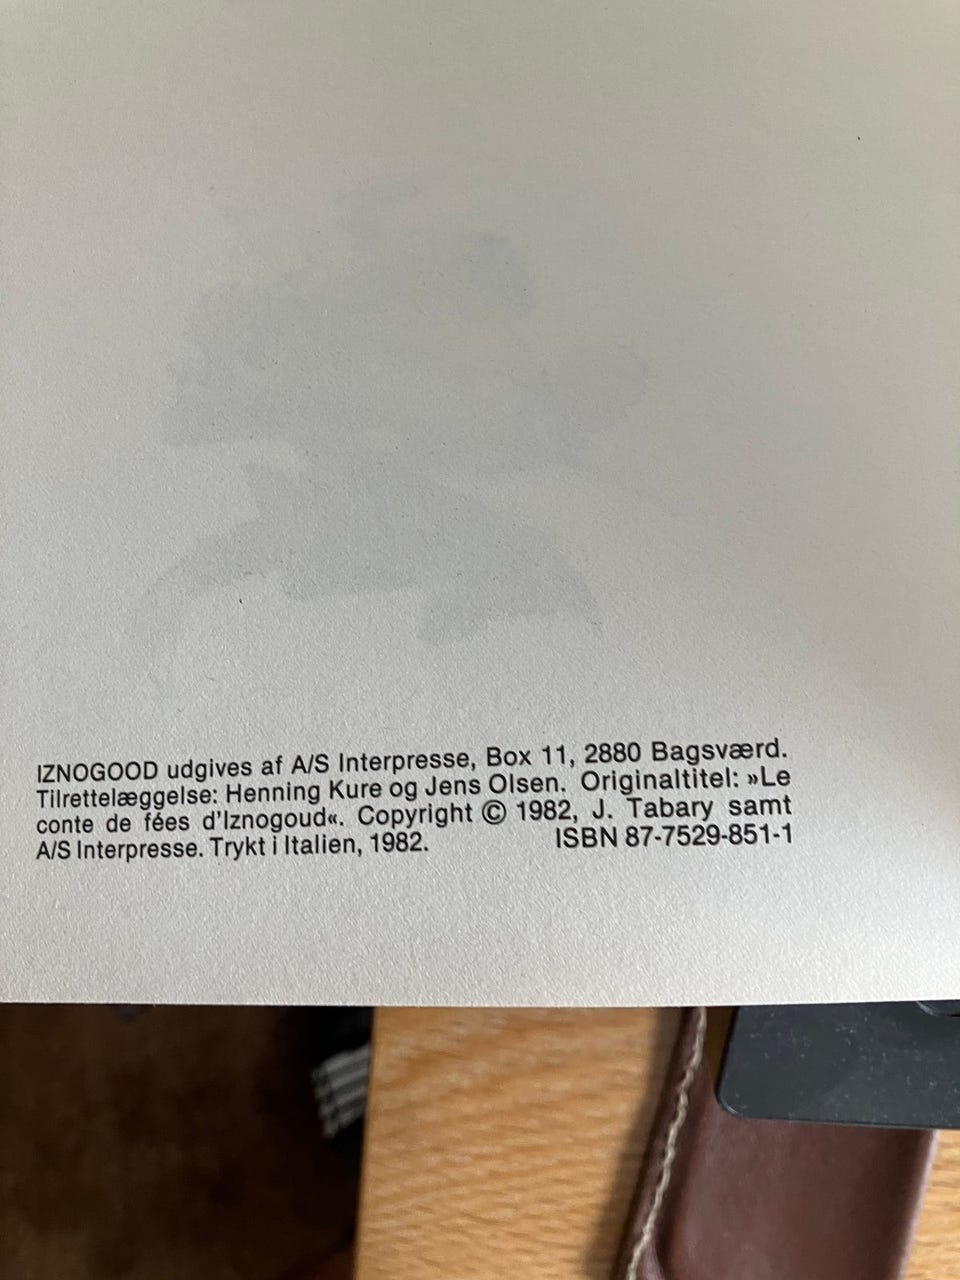 IZNOGOOD udgives af A/S Interpresse, Box 11, 2880 Bagsværd.
Tilrettelæggelse: Henning Kure og Jens Olsen. Originaltitel: »Le
conte de fées d'Iznogoud«. Copyright © 1982, J. Tabary samt
A/S Interpresse. Trykt i Italien, 1982. ISBN 87-7529-851-1